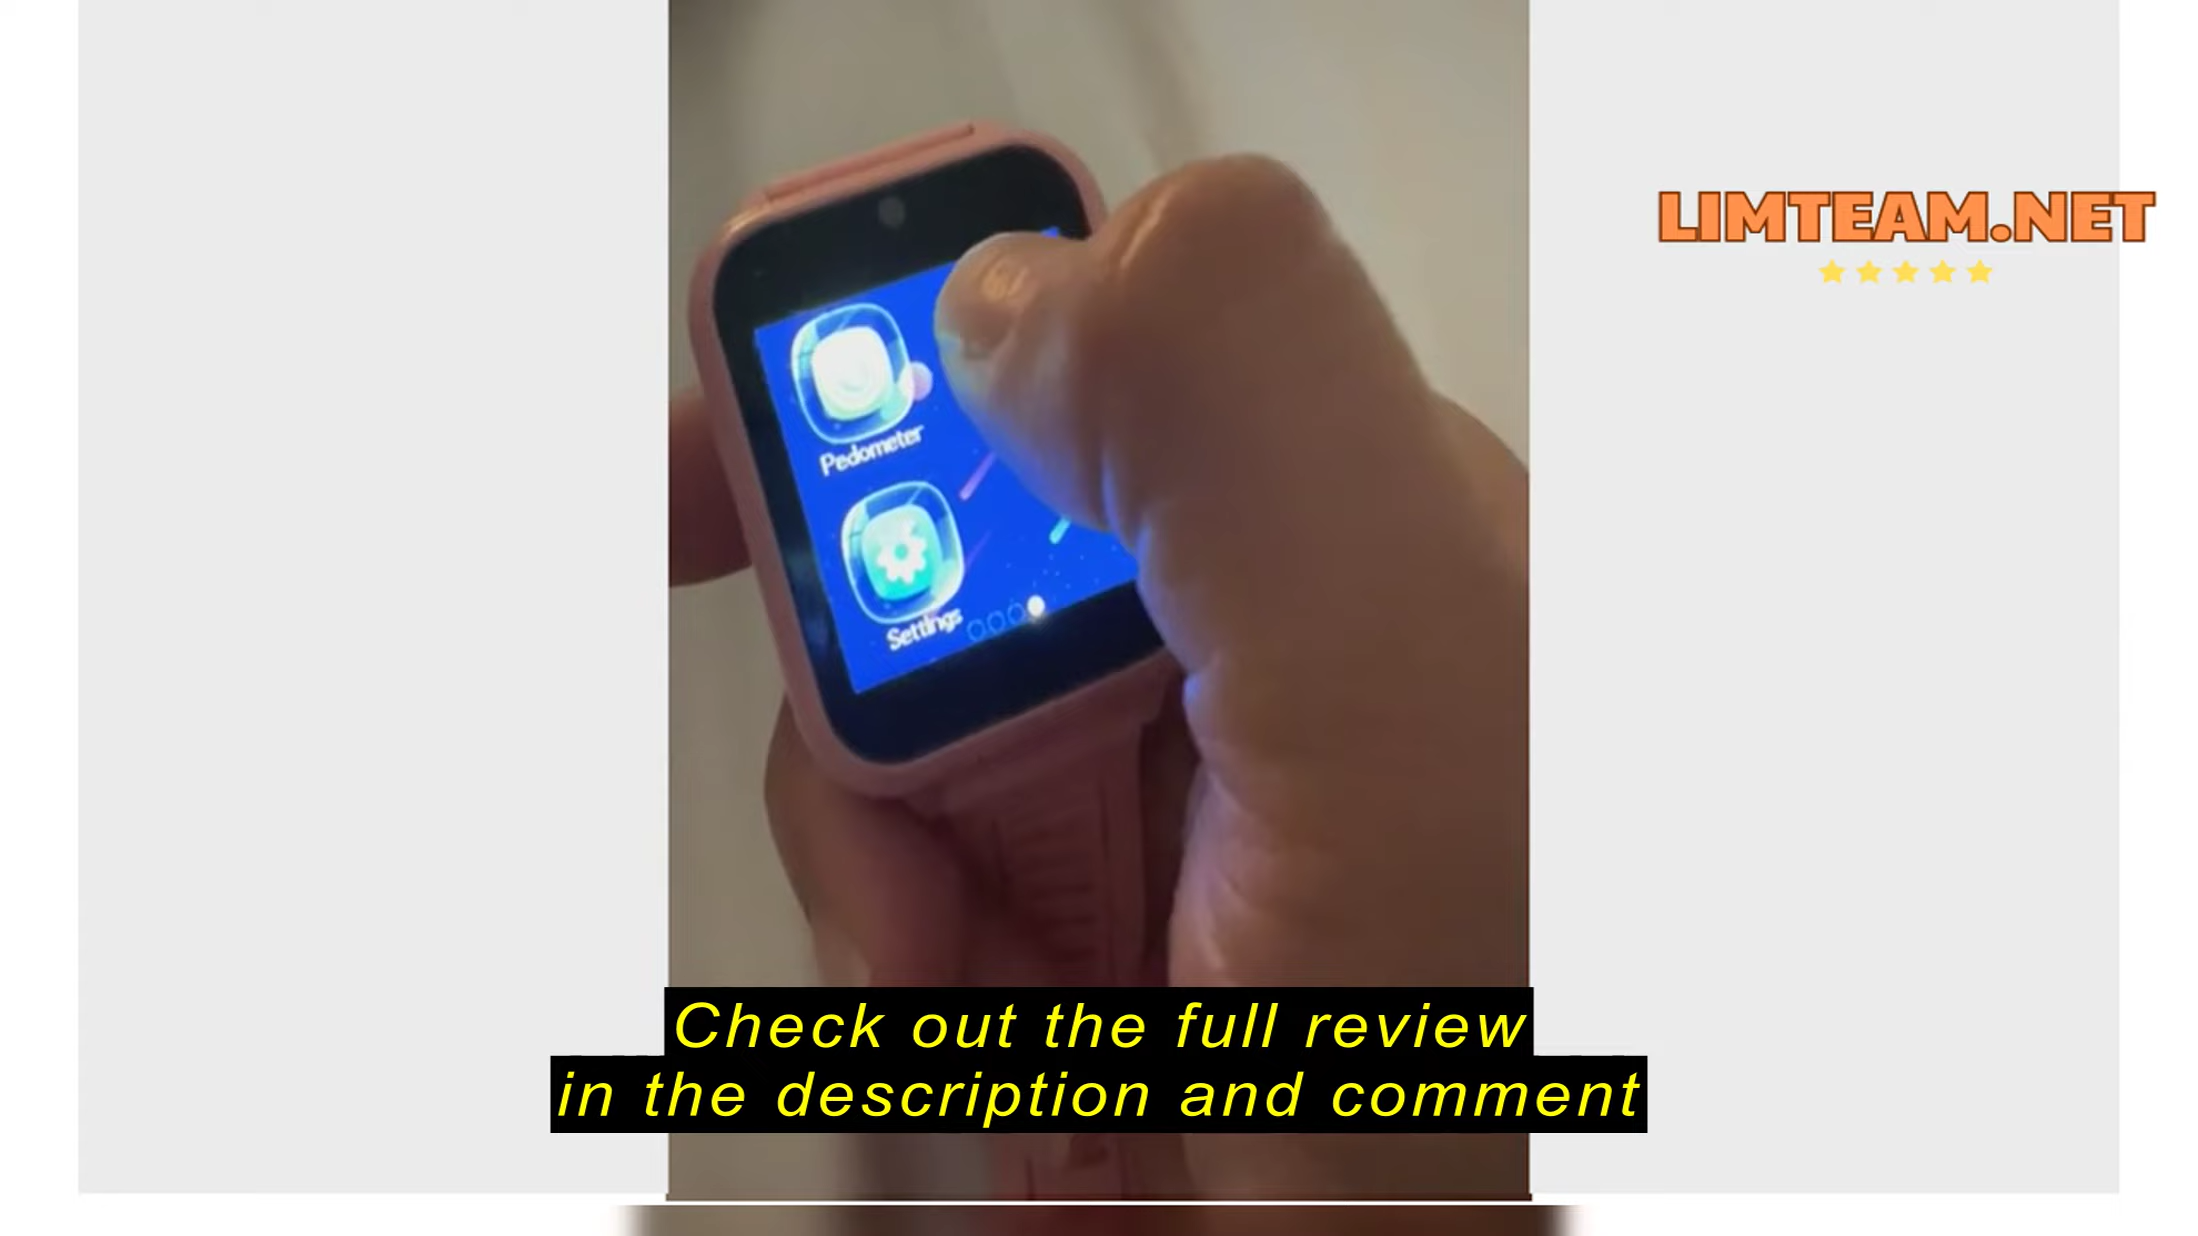 LIMTEAM.NET
Pedometer
Settings
Check out the full review
in the description and comment